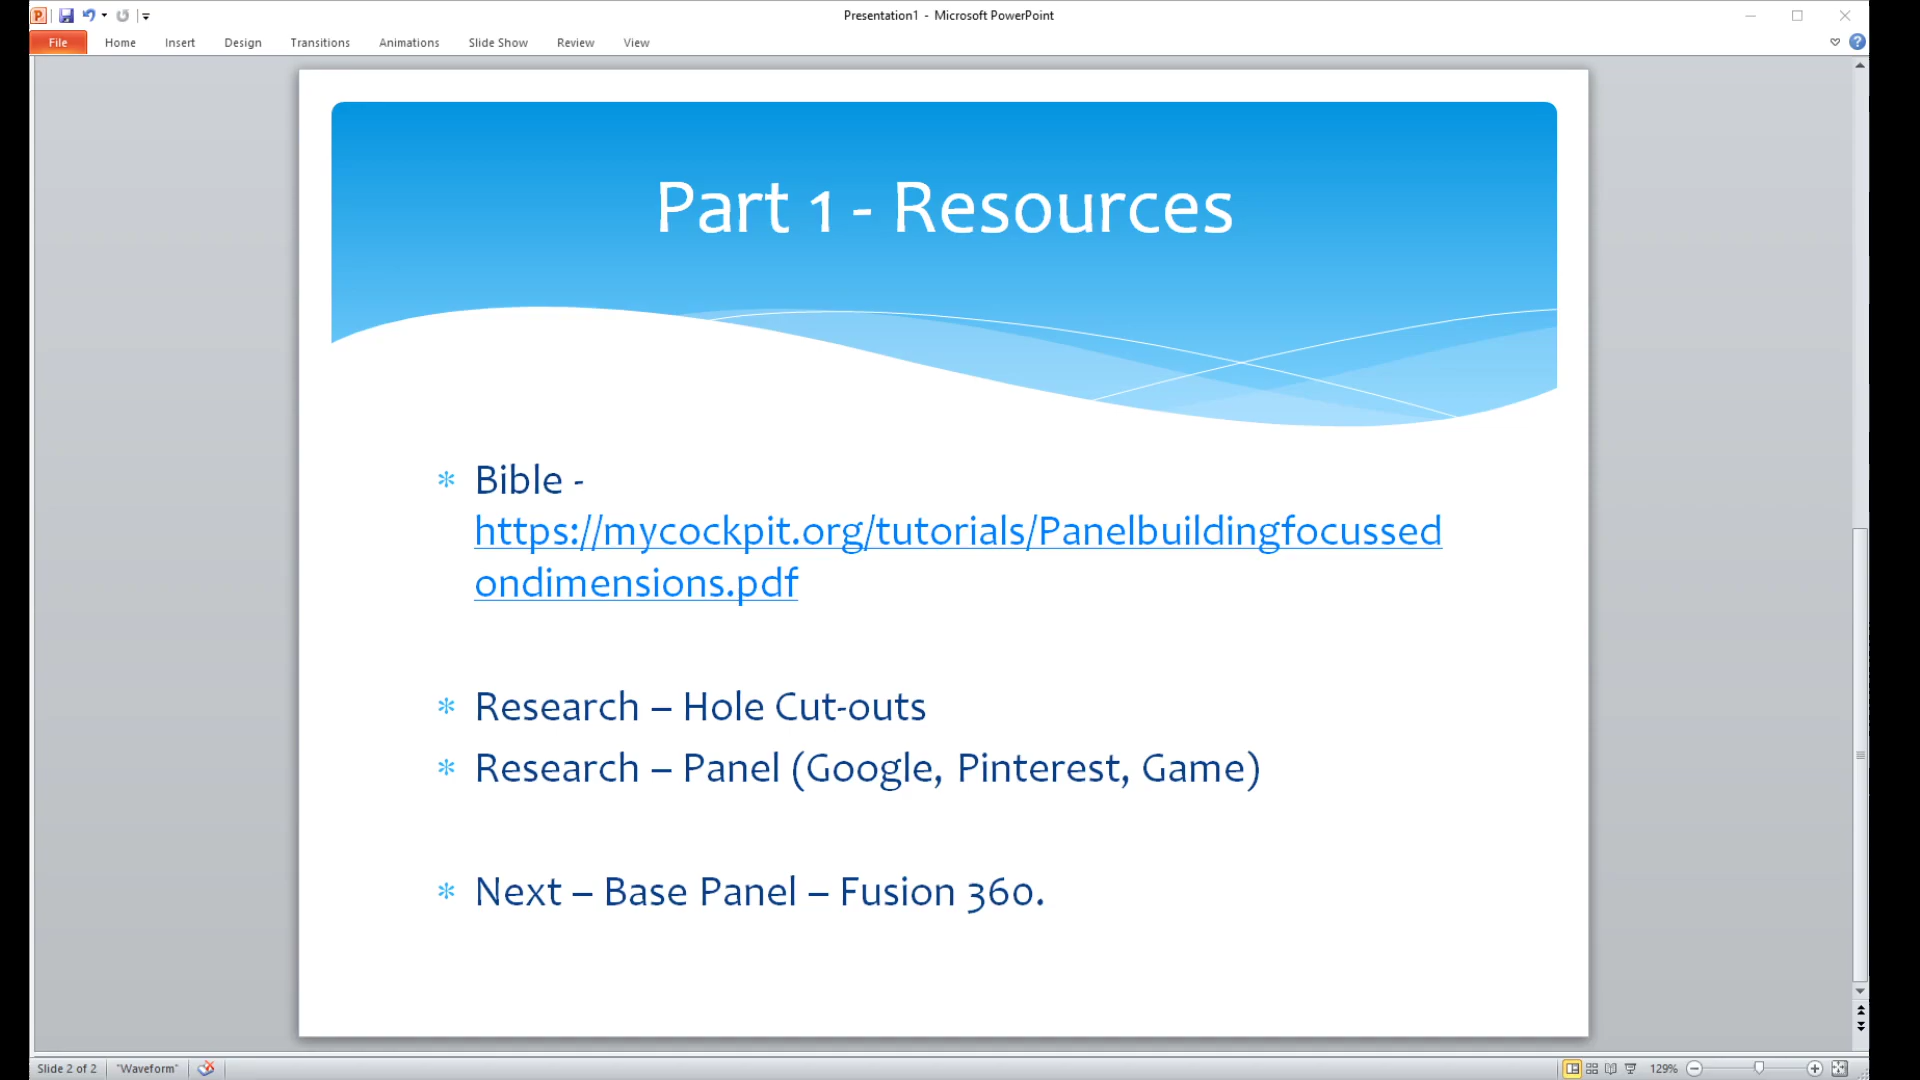 Presentation1 - Microsoft PowerPoint
File Home Insert Design Transitions Animations Slide Show Review View
Part 1 - Resources
* Bible -
https://mycockpit.org/tutorials/Panelbuildingfocussed
ondimensions.pdf
* Research – Hole Cut-outs
* Research – Panel (Google, Pinterest, Game)
* Next – Base Panel – Fusion 360.
Slide 2 of 2 "Waveform" 129%